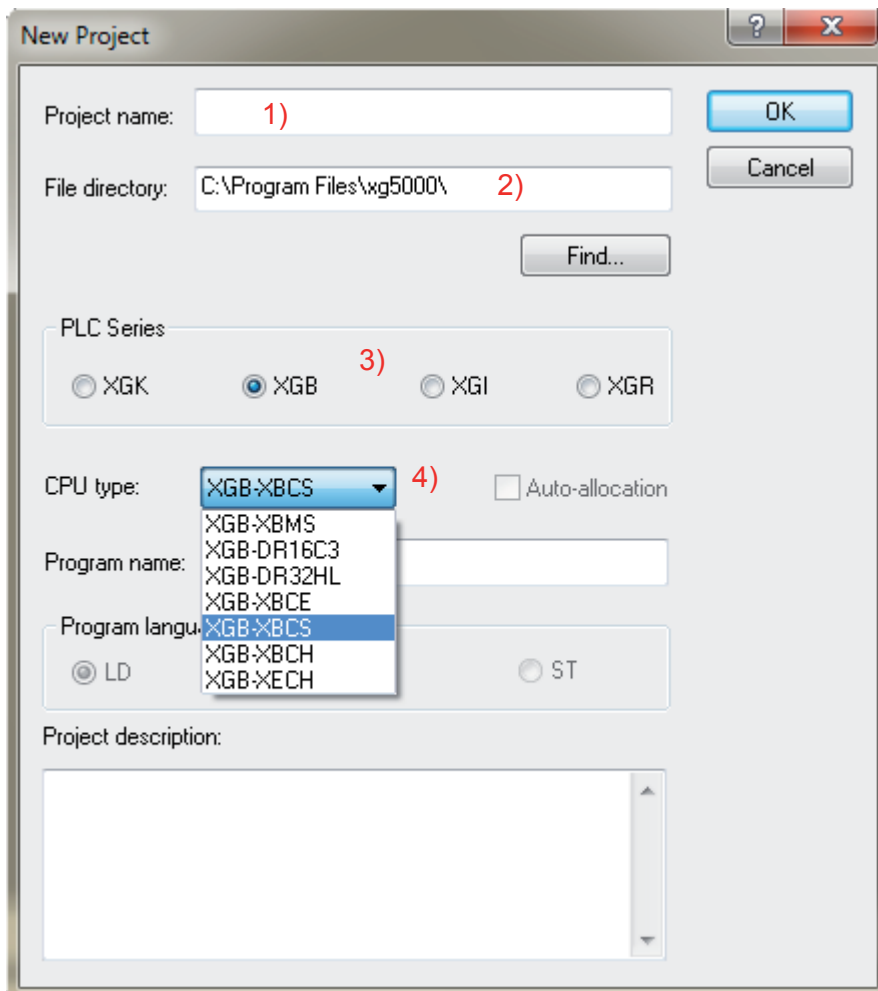 New Project
Project name: 1)
OK
File directory: C:\Program Files\xg5000\ 2)
Cancel
Find...
PLC Series
3)
XGK XGB XGI XGR
CPU type: XGB-XBCS 4) Auto-allocation
XGB-XBMS
XGB-DR16C3
Program name:
XGB-DR32HL
XGB-XBCE
Program langu XGB-XBCS
XGB-XBCH
LD ST
XGB-XECH
Project description: